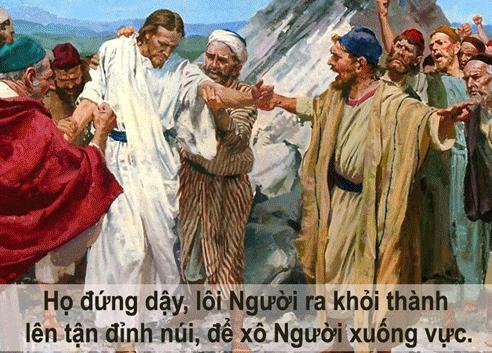 Họ đứng dậy, lôi Người ra khỏi thành
lên tận đỉnh núi, để xô Người xuống vực.